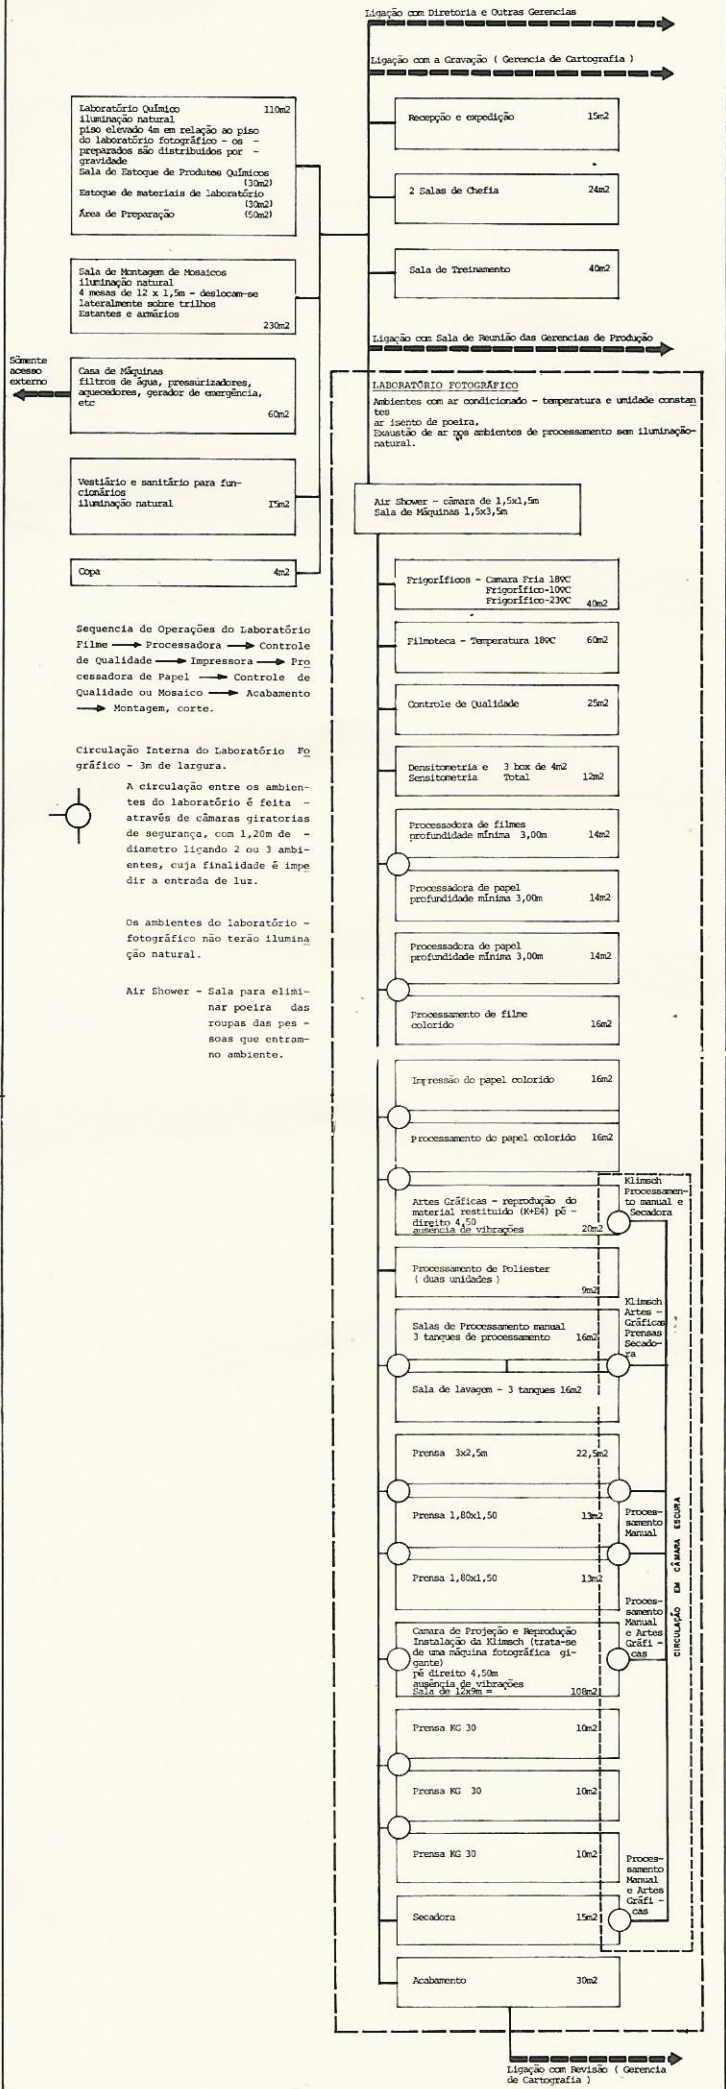 Ligação com Diretoria e Outras Gerencias
Ligação com a Gravação ( Gerencia de Cartografia )
Laboratório Químico 110m2
iluminação natural
piso elevado 4m em relação ao piso
do laboratório fotográfico - os -
preparados são distribuidos por -
gravidade
Sala de Estoque de Produtos Químicos
(30m2)
Estoque de materiais de laboratório
(30m2)
Área de Preparação (50m2)
Recepção e expedição 15m2
2 Salas de Chefia 24m2
Sala de Treinamento 40m2
Sala de Montagem de Mosaicos
iluminação natural
4 mesas de 12 x 1,5m - deslocam-se
lateralmente sobre trilhos
Estantes e armários
230m2
Ligação com Sala de Reunião das Gerencias de Produção
Sòmente
acesso
externo
Casa de Máquinas
filtros de água, pressurizadores,
aquecedores, gerador de emergência,
etc
60m2
Vestiário e sanitário para fun-
cionários
iluminação natural 15m2
Copa 4m2
LABORATÓRIO FOTOGRÁFICO
Ambientes com ar condicionado - temperatura e umidade constan
tes
ar isento de poeira,
Exaustão de ar nos ambientes de processamento sem iluminação-
natural.
Air Shower - câmara de 1,5x1,5m
Sala de Máquinas 1,5x3,5m
Sequencia de Operações do Laboratório
Filme → Processadora → Controle
de Qualidade → Impressora → Pro
cessadora de Papel → Controle de
Qualidade ou Mosaico → Acabamento
→ Montagem, corte.
Circulação Interna do Laboratório Fo
gráfico - 3m de largura.
A circulação entre os ambien-
tes do laboratório é feita -
através de câmaras giratorias
de segurança, com 1,20m de -
diametro ligando 2 ou 3 ambi-
entes, cuja finalidade é impe
dir a entrada de luz.
Os ambientes do laboratório -
fotográfico não terão ilumina
ção natural.
Air Shower - Sala para elimi-
nar poeira das
roupas das pes -
soas que entram-
no ambiente.
Frigoríficos - Camara Fria 18ºC
Frigorífico-10ºC
Frigorífico-23ºC 40m2
Filmoteca - Temperatura 18ºC 60m2
Controle de Qualidade 25m2
Densitometria e 3 box de 4m2
Sensitometria Total 12m2
Processadora de filmes
profundidade mínima 3,00m 14m2
Processadora de papel
profundidade mínima 3,00m 14m2
Processadora de papel
profundidade mínima 3,00m 14m2
Processamento de filme
colorido 16m2
Impressão do papel colorido 16m2
Processamento do papel colorido 16m2
Artes Gráficas - reprodução do
material restituido (K+E4) pé -
direito 4,50
ausencia de vibrações 20m2
Klimsch
Processamen-
to manual e
Secadora
Processamento de Poliester
( duas unidades )
9m2
Salas de Processamento manual
3 tanques de processamento 16m2
Sala de lavagem - 3 tanques 16m2
Klimsch
Artes -
Gráficas
Prensas
Secado-
ra
Prensa 3x2,5m 22,5m2
Prensa 1,80x1,50 13m2
Prensa 1,80x1,50 13m2
Proces-
samento
Manual
CIRCULAÇÃO EM CÂMARA ESCURA
Camara de Projeção e Reprodução
Instalação da Klimsch (trata-se
de uma máquina fotográfica gi-
gante)
pé direito 4,50m
ausência de vibrações
Sala de 12x9m = 108m2
Proces-
samento
Manual
e Artes
Gráfi -
cas
Prensa KG 30 10m2
Prensa KG 30 10m2
Prensa KG 30 10m2
Proces-
samento
Manual
e Artes
Gráfi -
cas
Secadora 15m2
Acabamento 30m2
Ligação com Revisão ( Gerencia
de Cartografia )